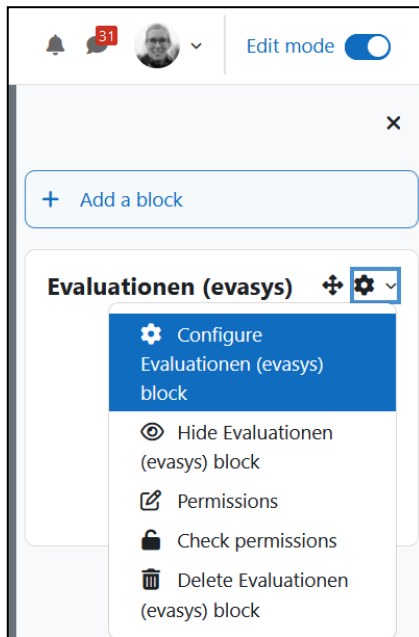 31
Edit mode
Add a block
Evaluationen (evasys)
Configure
Evaluationen (evasys)
block
Hide Evaluationen
(evasys) block
Permissions
Check permissions
Delete Evaluationen
(evasys) block